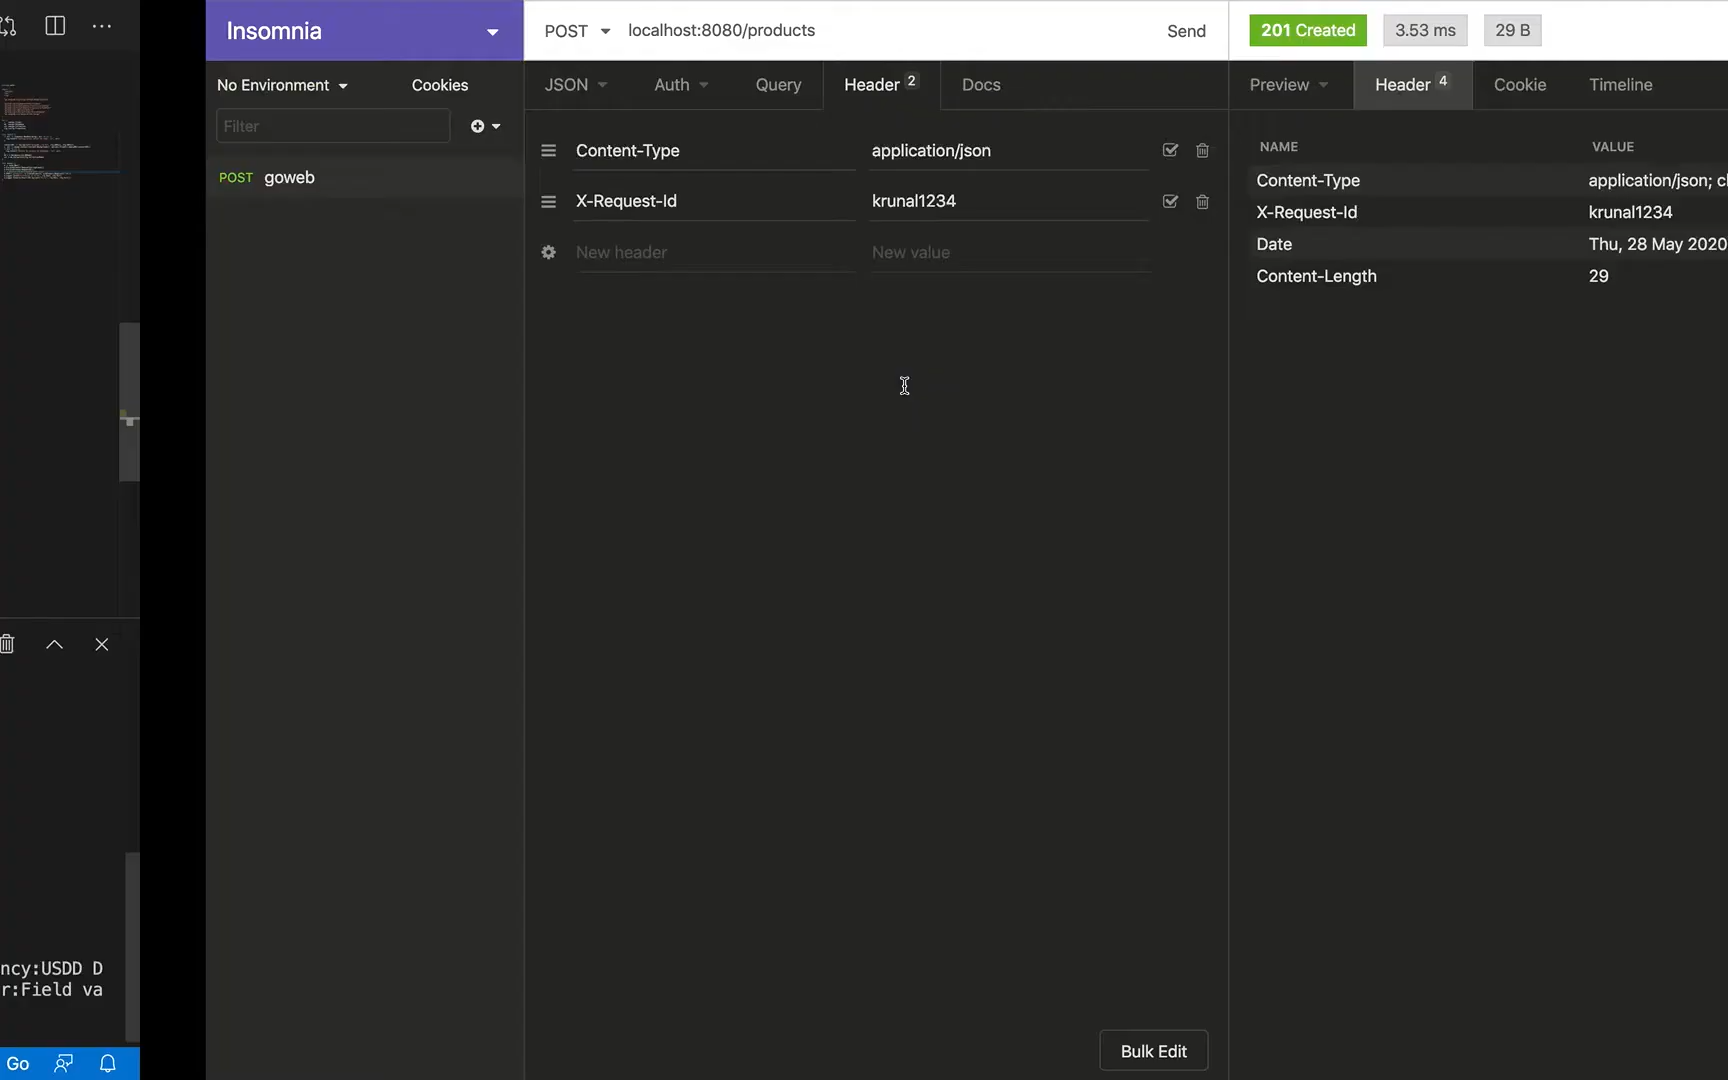 Insomnia
POST localhost:8080/products Send
201 Created 3.53 ms 29 B
No Environment Cookies
JSON Auth Query Header 2 Docs
Preview Header 4 Cookie Timeline
Filter
POST goweb
Content-Type application/json
X-Request-Id krunal1234
New header New value
NAME VALUE
Content-Type application/json; cl
X-Request-Id krunal1234
Date Thu, 28 May 2020
Content-Length 29
ncy:USDD D
r:Field va
Bulk Edit
Go